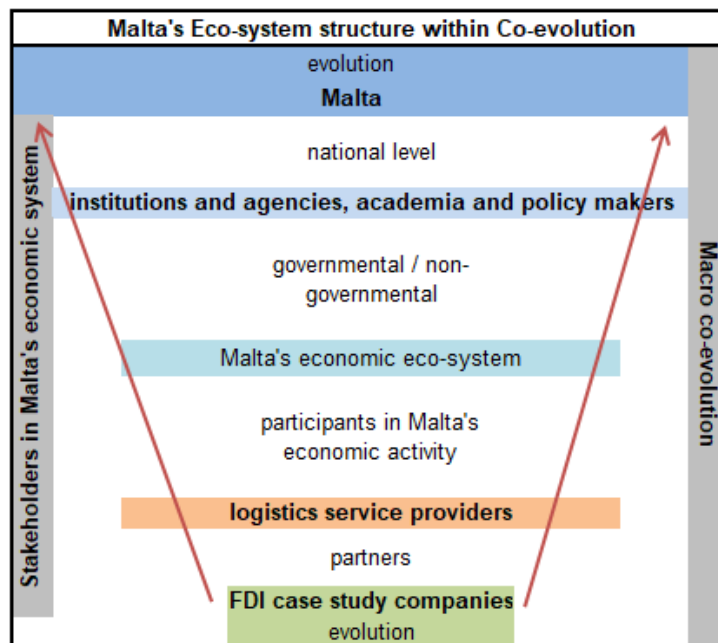 Malta's Eco-system structure within Co-evolution
evolution
Malta
national level
institutions and agencies, academia and policy makers
governmental / non-
governmental
Malta's economic eco-system
participants in Malta's
economic activity
logistics service providers
partners
FDI case study companies
evolution
Stakeholders in Malta's economic system
Macro co-evolution